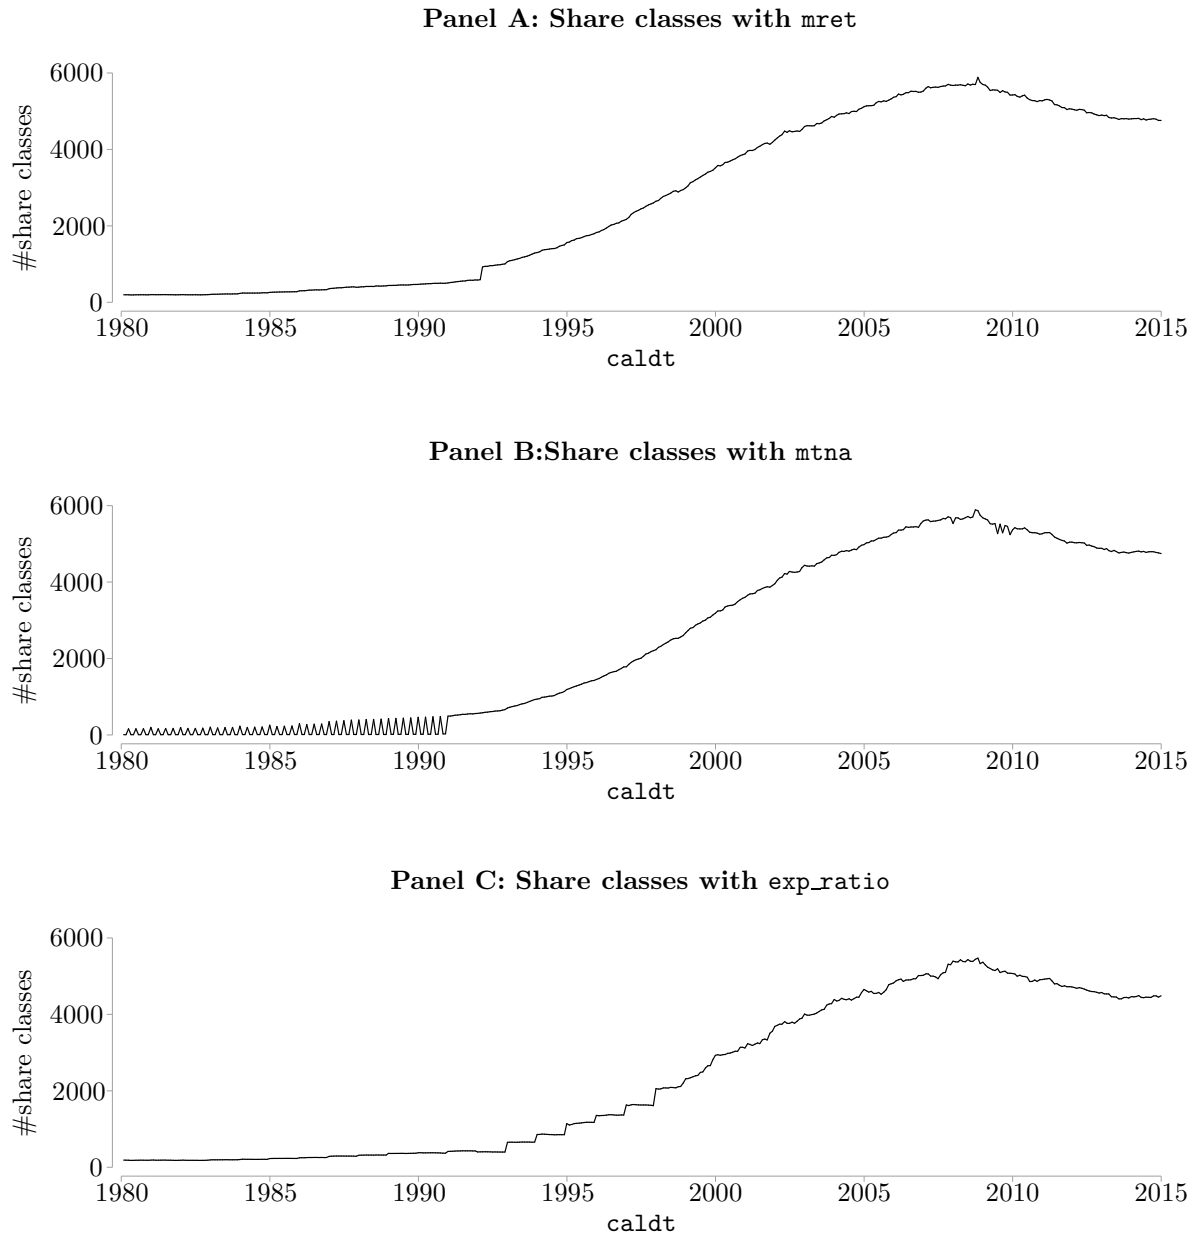 Panel A: Share classes with mret
#share classes
6000
4000
2000
0
1980 1985 1990 1995 2000 2005 2010 2015
caldt
Panel B:Share classes with mtna
#share classes
6000
4000
2000
0
1980 1985 1990 1995 2000 2005 2010 2015
caldt
Panel C: Share classes with exp_ratio
#share classes
6000
4000
2000
0
1980 1985 1990 1995 2000 2005 2010 2015
caldt